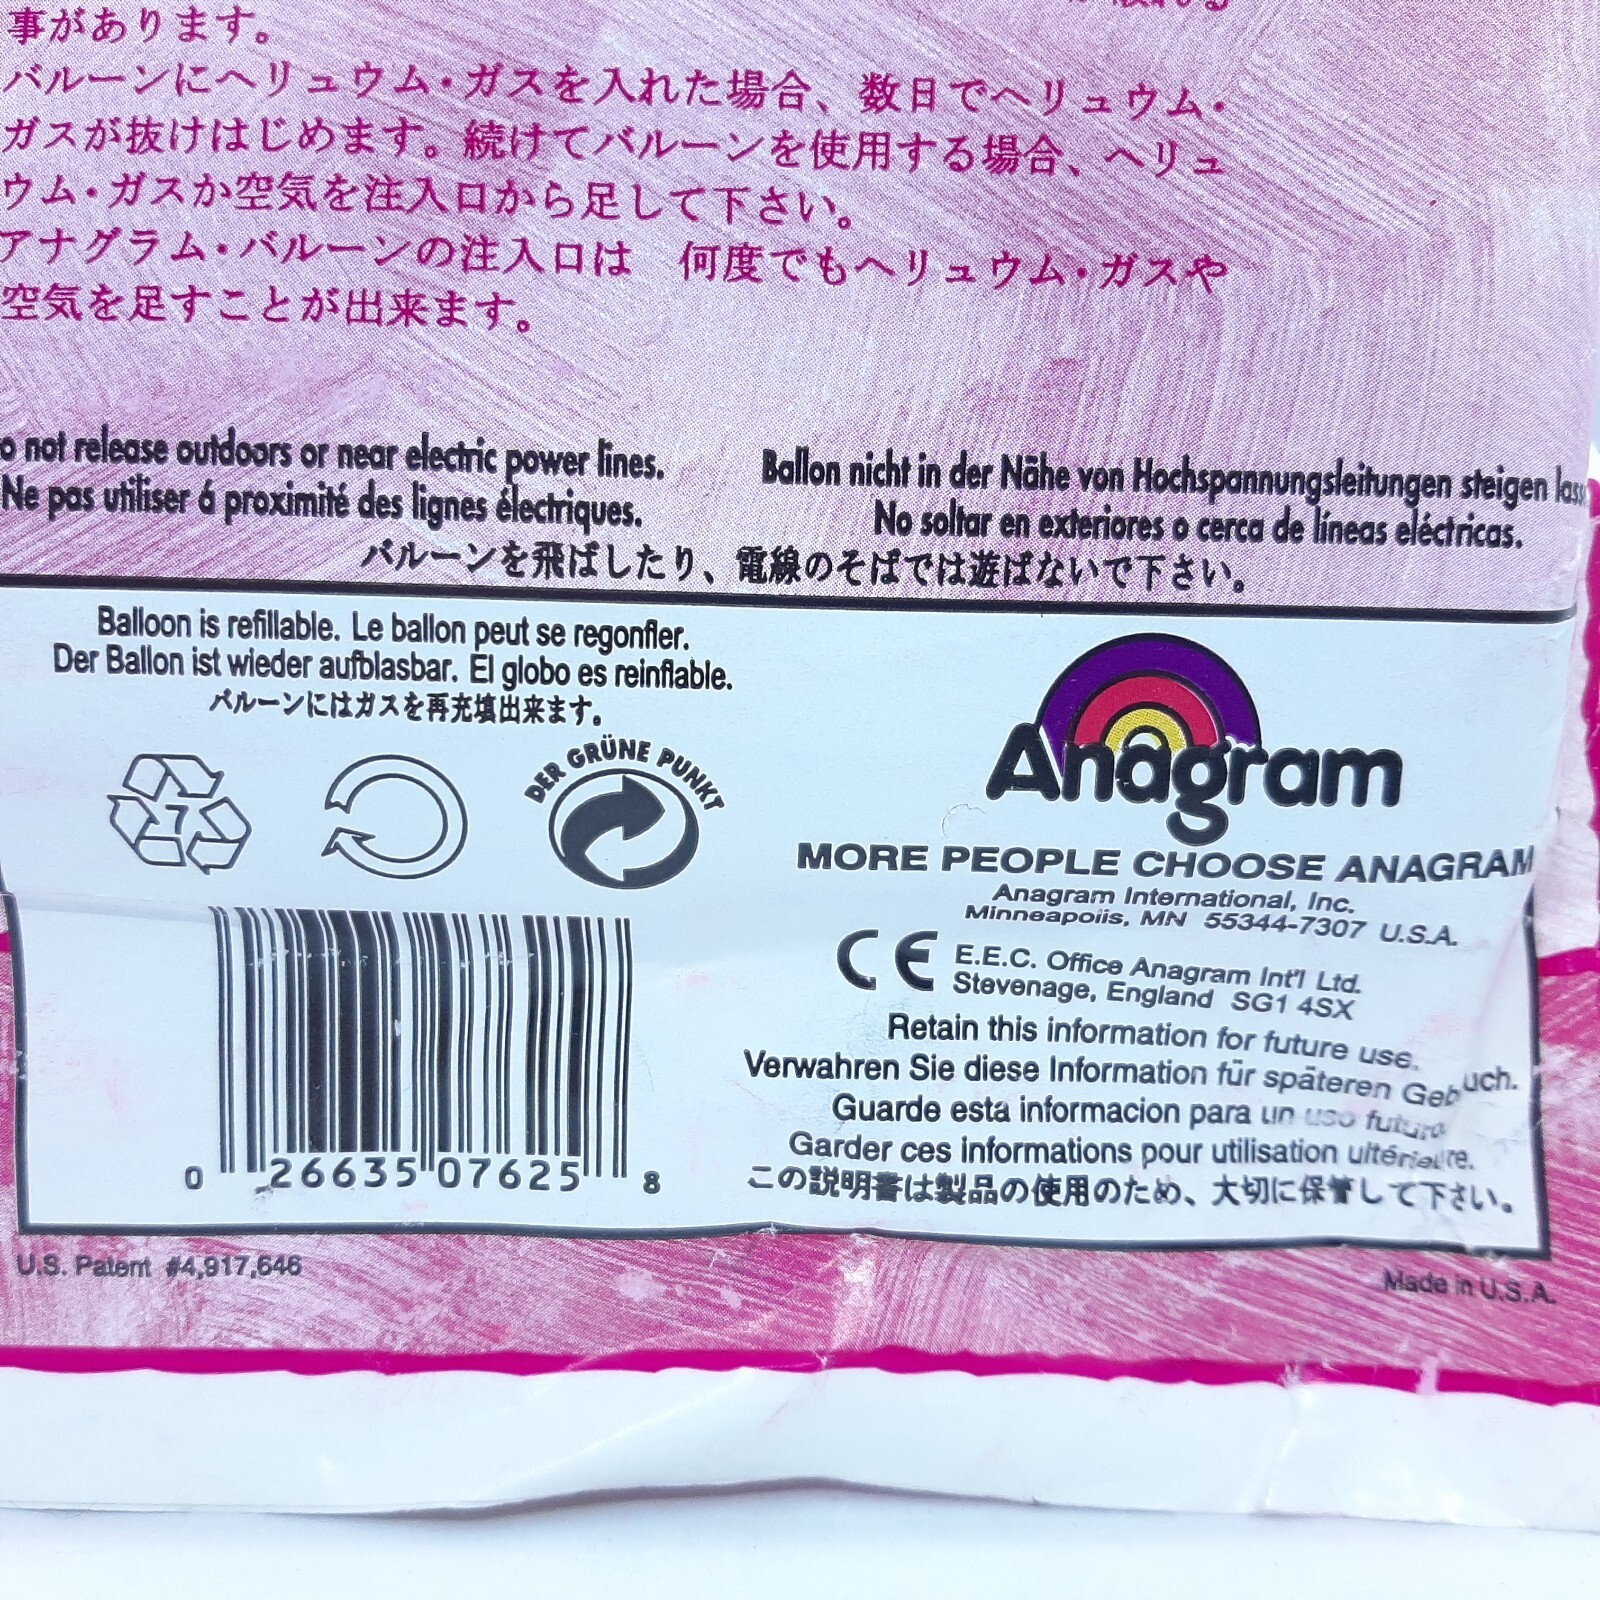 事があります。
バルーンにヘリュウム・ガスを入れた場合、数日でヘリュウム・
ガスが抜けはじめます。続けてバルーンを使用する場合、ヘリュ
ウム・ガスか空気を注入口から足して下さい。
アナグラム・バルーンの注入口は 何度でもヘリュウム・ガスや
空気を足すことが出来ます。
o not release outdoors or near electric power lines.
Ballon nicht in der Nähe von Hochspannungsleitungen steigen lass
Ne pas utiliser á proximité des lignes électriques.
No soltar en exteriores o cerca de líneas eléctricas.
バルーンを飛ばしたり、電線のそばでは遊ばないで下さい。
Balloon is refillable. Le ballon peut se regonfler.
Der Ballon ist wieder aufblasbar. El globo es reinflable.
バルーンにはガスを再充填出来ます。
7
DER GRÜNE PUNKT
0 26635 07625 8
Anagram
MORE PEOPLE CHOOSE ANAGRAM
Anagram International, Inc.
Minneapolis, MN 55344-7307 U.S.A.
CE
E.E.C. Office Anagram Int'l Ltd.
Stevenage, England SG1 4SX
Retain this information for future use.
Verwahren Sie diese Information für späteren Geb uch.
Guarde esta informacion para un uso futuro
Garder ces informations pour utilisation ultérieure.
この説明書は製品の使用のため、大切に保管して下さい。
U.S. Patent #4,917,646
Made in U.S.A.